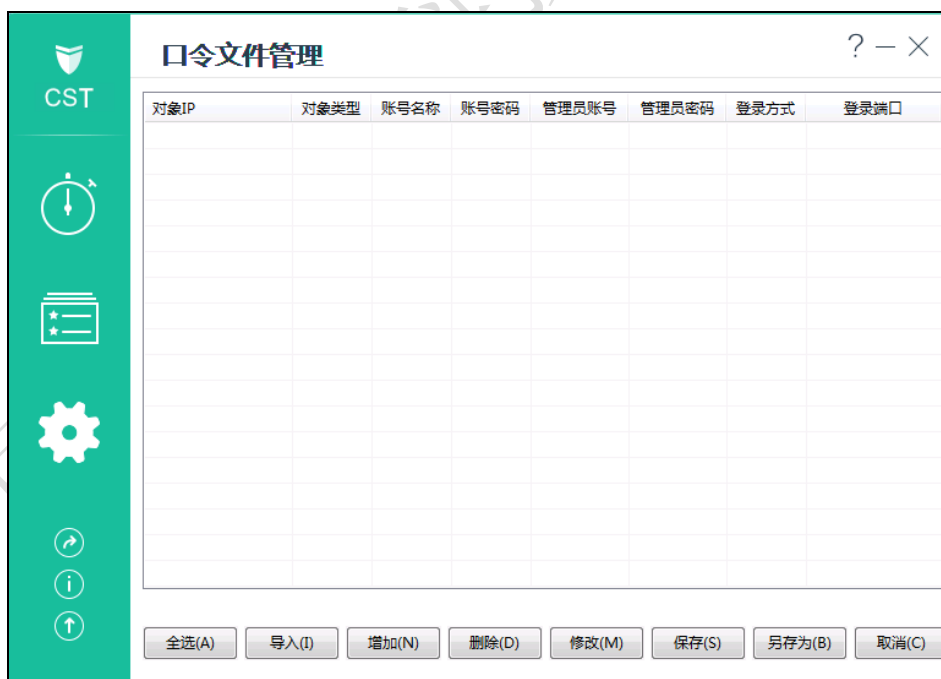 口令文件管理
? — ×
CST
对象IP 对象类型 账号名称 账号密码 管理员账号 管理员密码 登录方式 登录端口
全选(A) 导入(I) 增加(N) 删除(D) 修改(M) 保存(S) 另存为(B) 取消(C)